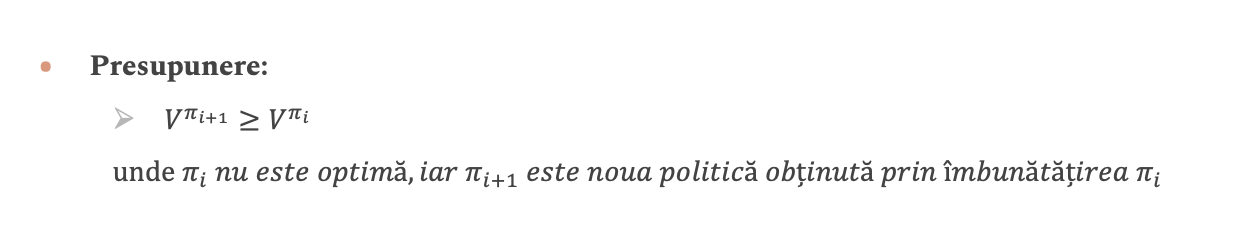 • Presupunere:
➢ V^{π_{i+1}} ≥ V^{π_i}
unde π_i nu este optimă, iar π_{i+1} este noua politică obținută prin îmbunătățirea π_i